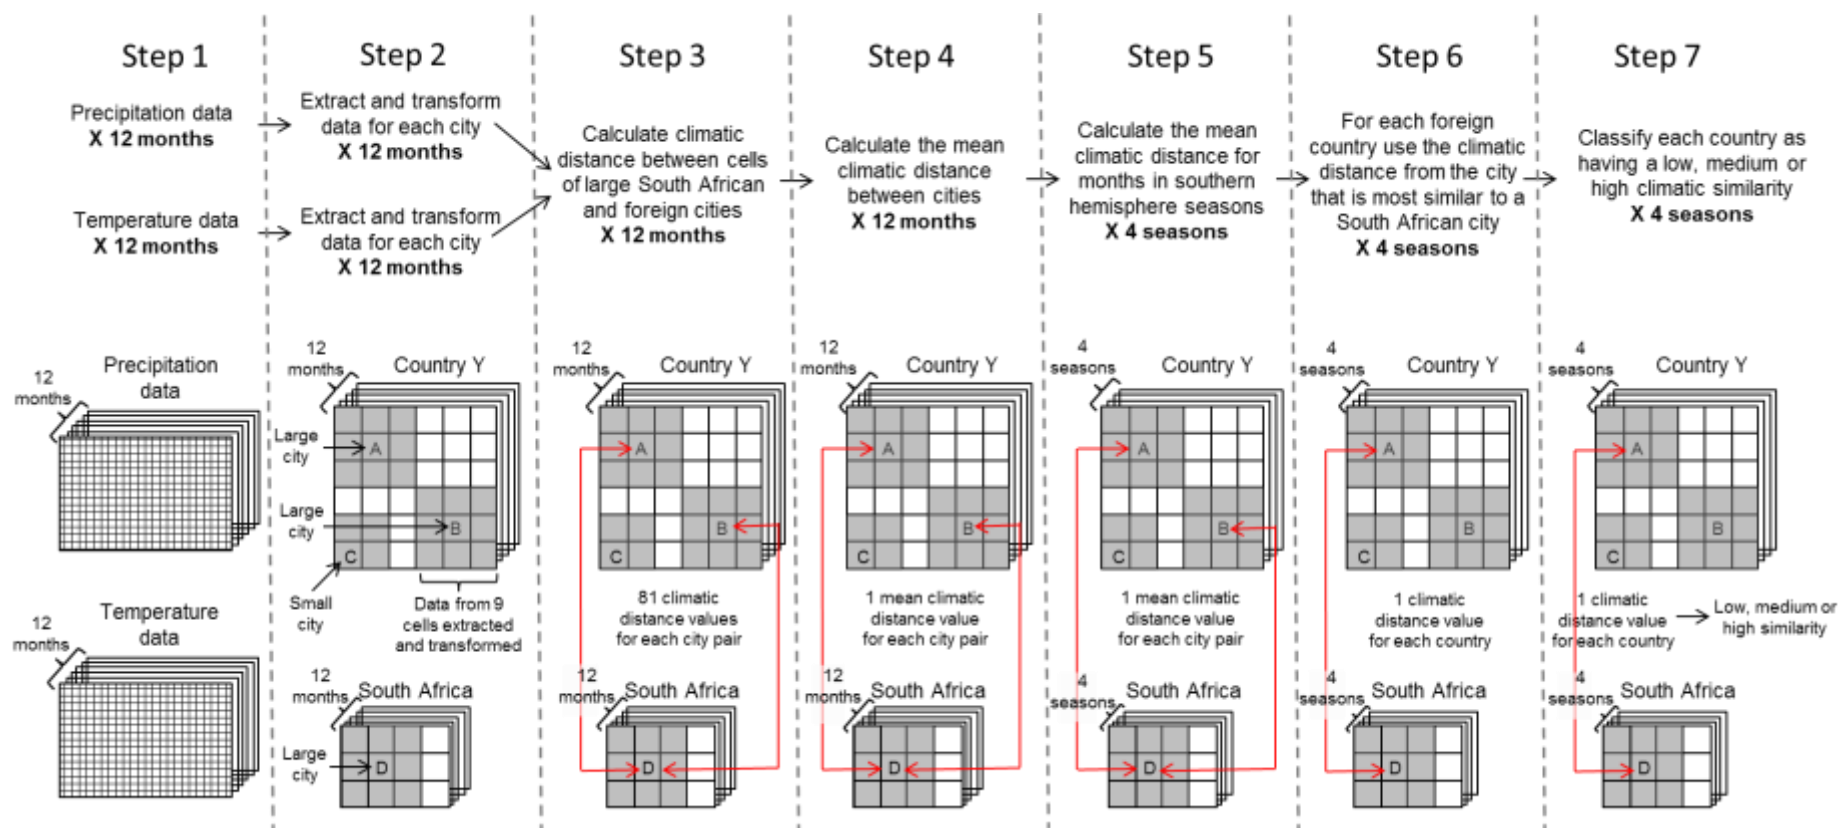 Step 1
Precipitation data
X 12 months
Temperature data
X 12 months
12
months
Precipitation
data
12
months
Temperature
data
Step 2
Extract and transform
data for each city
X 12 months
Extract and transform
data for each city
X 12 months
12
months
Country Y
Large
city
A
Large
city
B
C
Small
city
Data from 9
cells extracted
and transformed
12
months
South Africa
Large
city
D
Step 3
Calculate climatic
distance between cells
of large South African
and foreign cities
X 12 months
12
months
Country Y
A
B
C
81 climatic
distance values
for each city pair
12
months
South Africa
D
Step 4
Calculate the mean
climatic distance
between cities
X 12 months
12
months
Country Y
A
B
C
1 mean climatic
distance value
for each city pair
12
months
South Africa
D
Step 5
Calculate the mean
climatic distance for
months in southern
hemisphere seasons
X 4 seasons
4
seasons
Country Y
A
B
C
1 mean climatic
distance value
for each city pair
4
seasons
South Africa
D
Step 6
For each foreign
country use the climatic
distance from the city
that is most similar to a
South African city
X 4 seasons
4
seasons
Country Y
A
B
C
1 climatic
distance value
for each country
4
seasons
South Africa
D
Step 7
Classify each country as
having a low, medium or
high climatic similarity
X 4 seasons
4
seasons
Country Y
A
B
C
1 climatic
distance value
for each country
Low, medium or
high similarity
4
seasons
South Africa
D